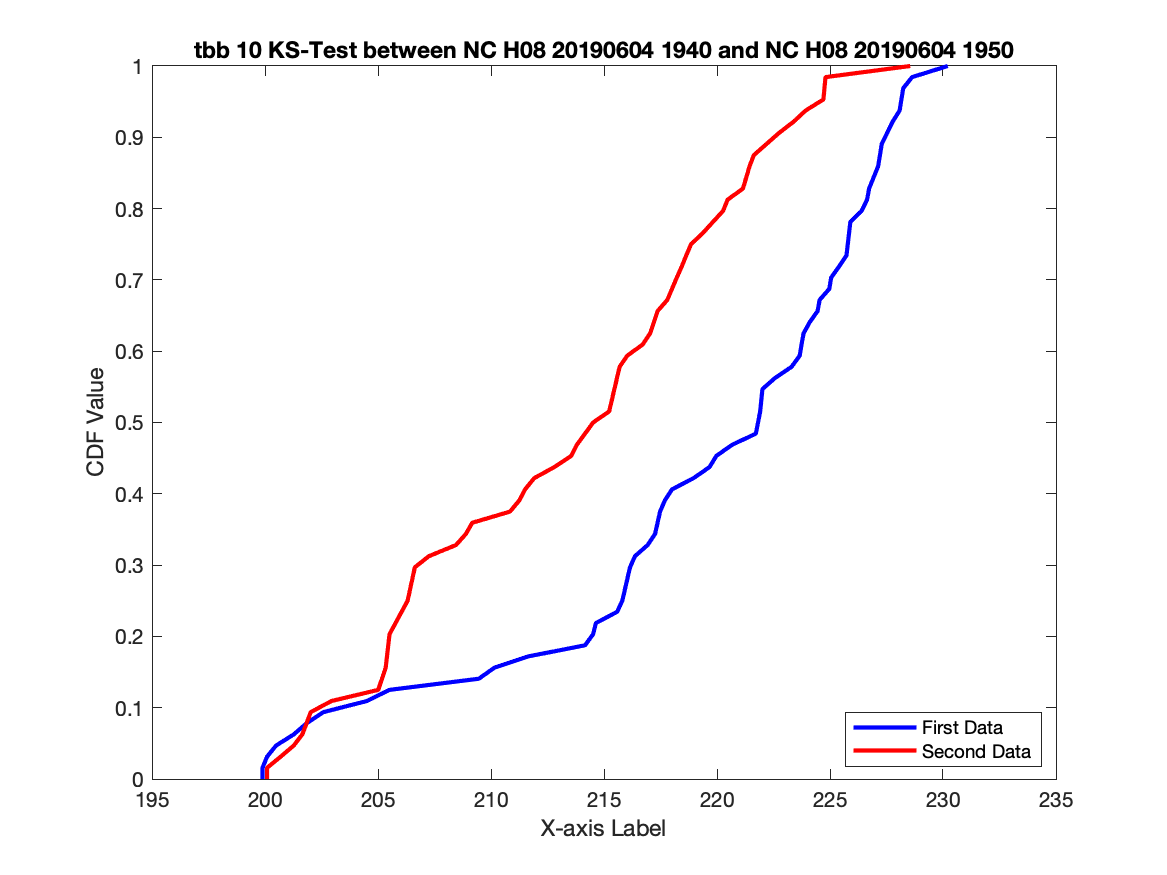 tbb 10 KS-Test between NC H08 20190604 1940 and NC H08 20190604 1950
1
0.9
0.8
0.7
0.6
0.5
0.4
0.3
0.2
0.1
0
CDF Value
First Data
Second Data
195 200 205 210 215 220 225 230 235
X-axis Label